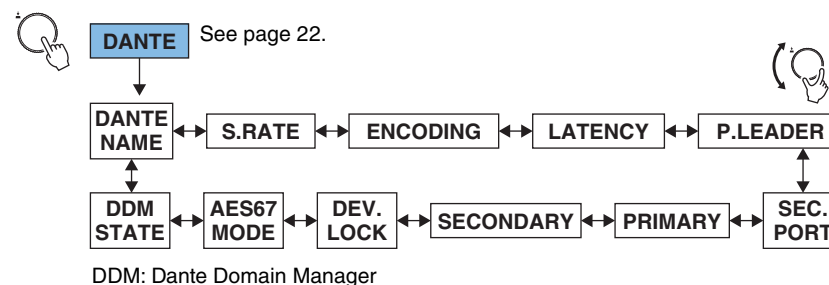 DANTE
See page 22.
DANTE
NAME
S.RATE
ENCODING
LATENCY
P.LEADER
DDM
STATE
AES67
MODE
DEV.
LOCK
SECONDARY
PRIMARY
SEC.
PORT
DDM: Dante Domain Manager